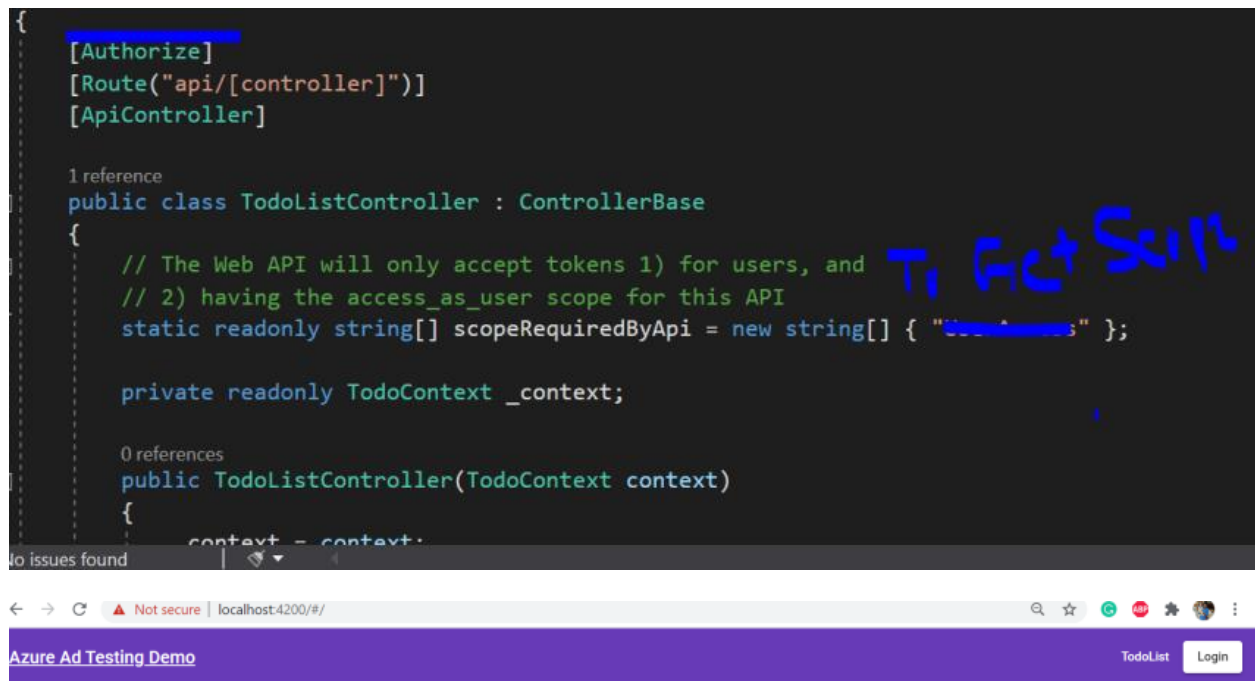 {
[Authorize]
[Route("api/[controller]")]
[ApiController]
1 reference
public class TodoListController : ControllerBase
{
// The Web API will only accept tokens 1) for users, and
// 2) having the access_as_user scope for this API
static readonly string[] scopeRequiredByApi = new string[] { " " };
Get
private readonly TodoContext _context;
0 references
public TodoListController(TodoContext context)
{
context = context;
No issues found
Not secure | localhost:4200/#/
Azure Ad Testing Demo TodoList Login